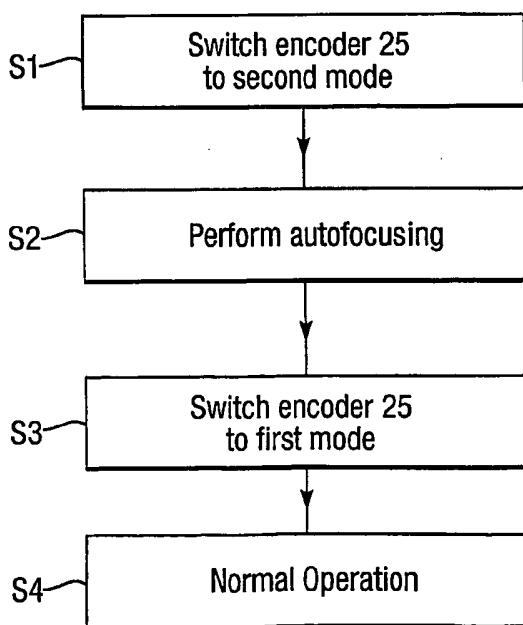 S1
Switch encoder 25
to second mode
S2
Perform autofocusing
S3
Switch encoder 25
to first mode
S4
Normal Operation